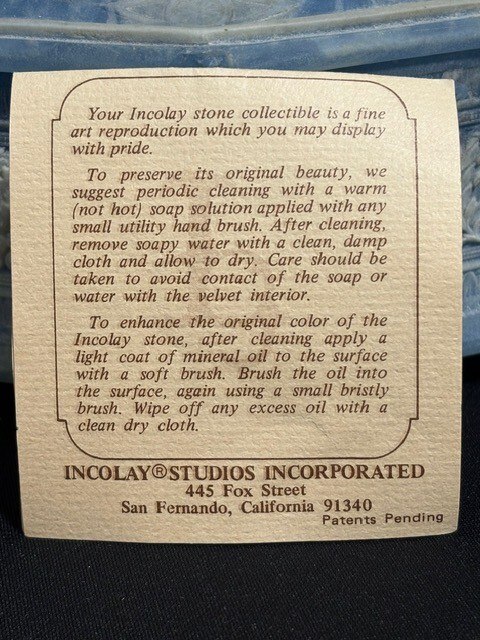 Your Incolay stone collectible is a fine
art reproduction which you may display
with pride.
To preserve its original beauty, we
suggest periodic cleaning with a warm
(not hot) soap solution applied with any
small utility hand brush. After cleaning,
remove soapy water with a clean, damp
cloth and allow to dry. Care should be
taken to avoid contact of the soap or
water with the velvet interior.
To enhance the original color of the
Incolay stone, after cleaning apply a
light coat of mineral oil to the surface
with a soft brush. Brush the oil into
the surface, again using a small bristly
brush. Wipe off any excess oil with a
clean dry cloth.
INCOLAY®STUDIOS INCORPORATED
445 Fox Street
San Fernando, California 91340
Patents Pending